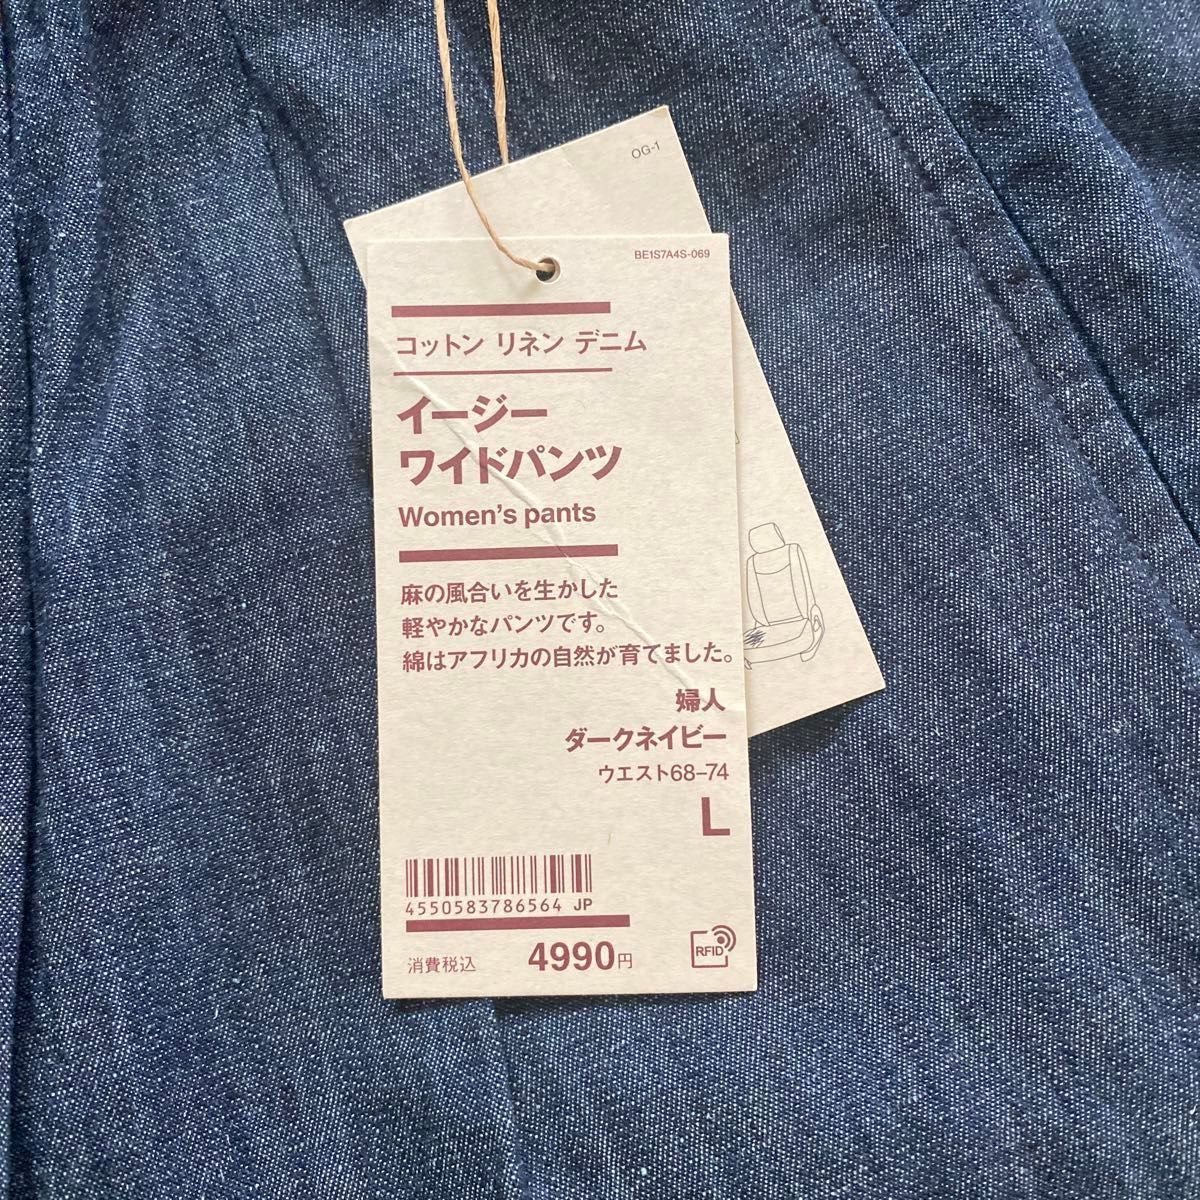 OG-1
BE1S7A4S-069
コットン リネン デニム
イージー
ワイドパンツ
Women's pants
麻の風合いを生かした
軽やかなパンツです。
綿はアフリカの自然が育てました。
婦人
ダークネイビー
ウエスト68-74
L
4550583786564 JP
消費税込 4990円
RFID